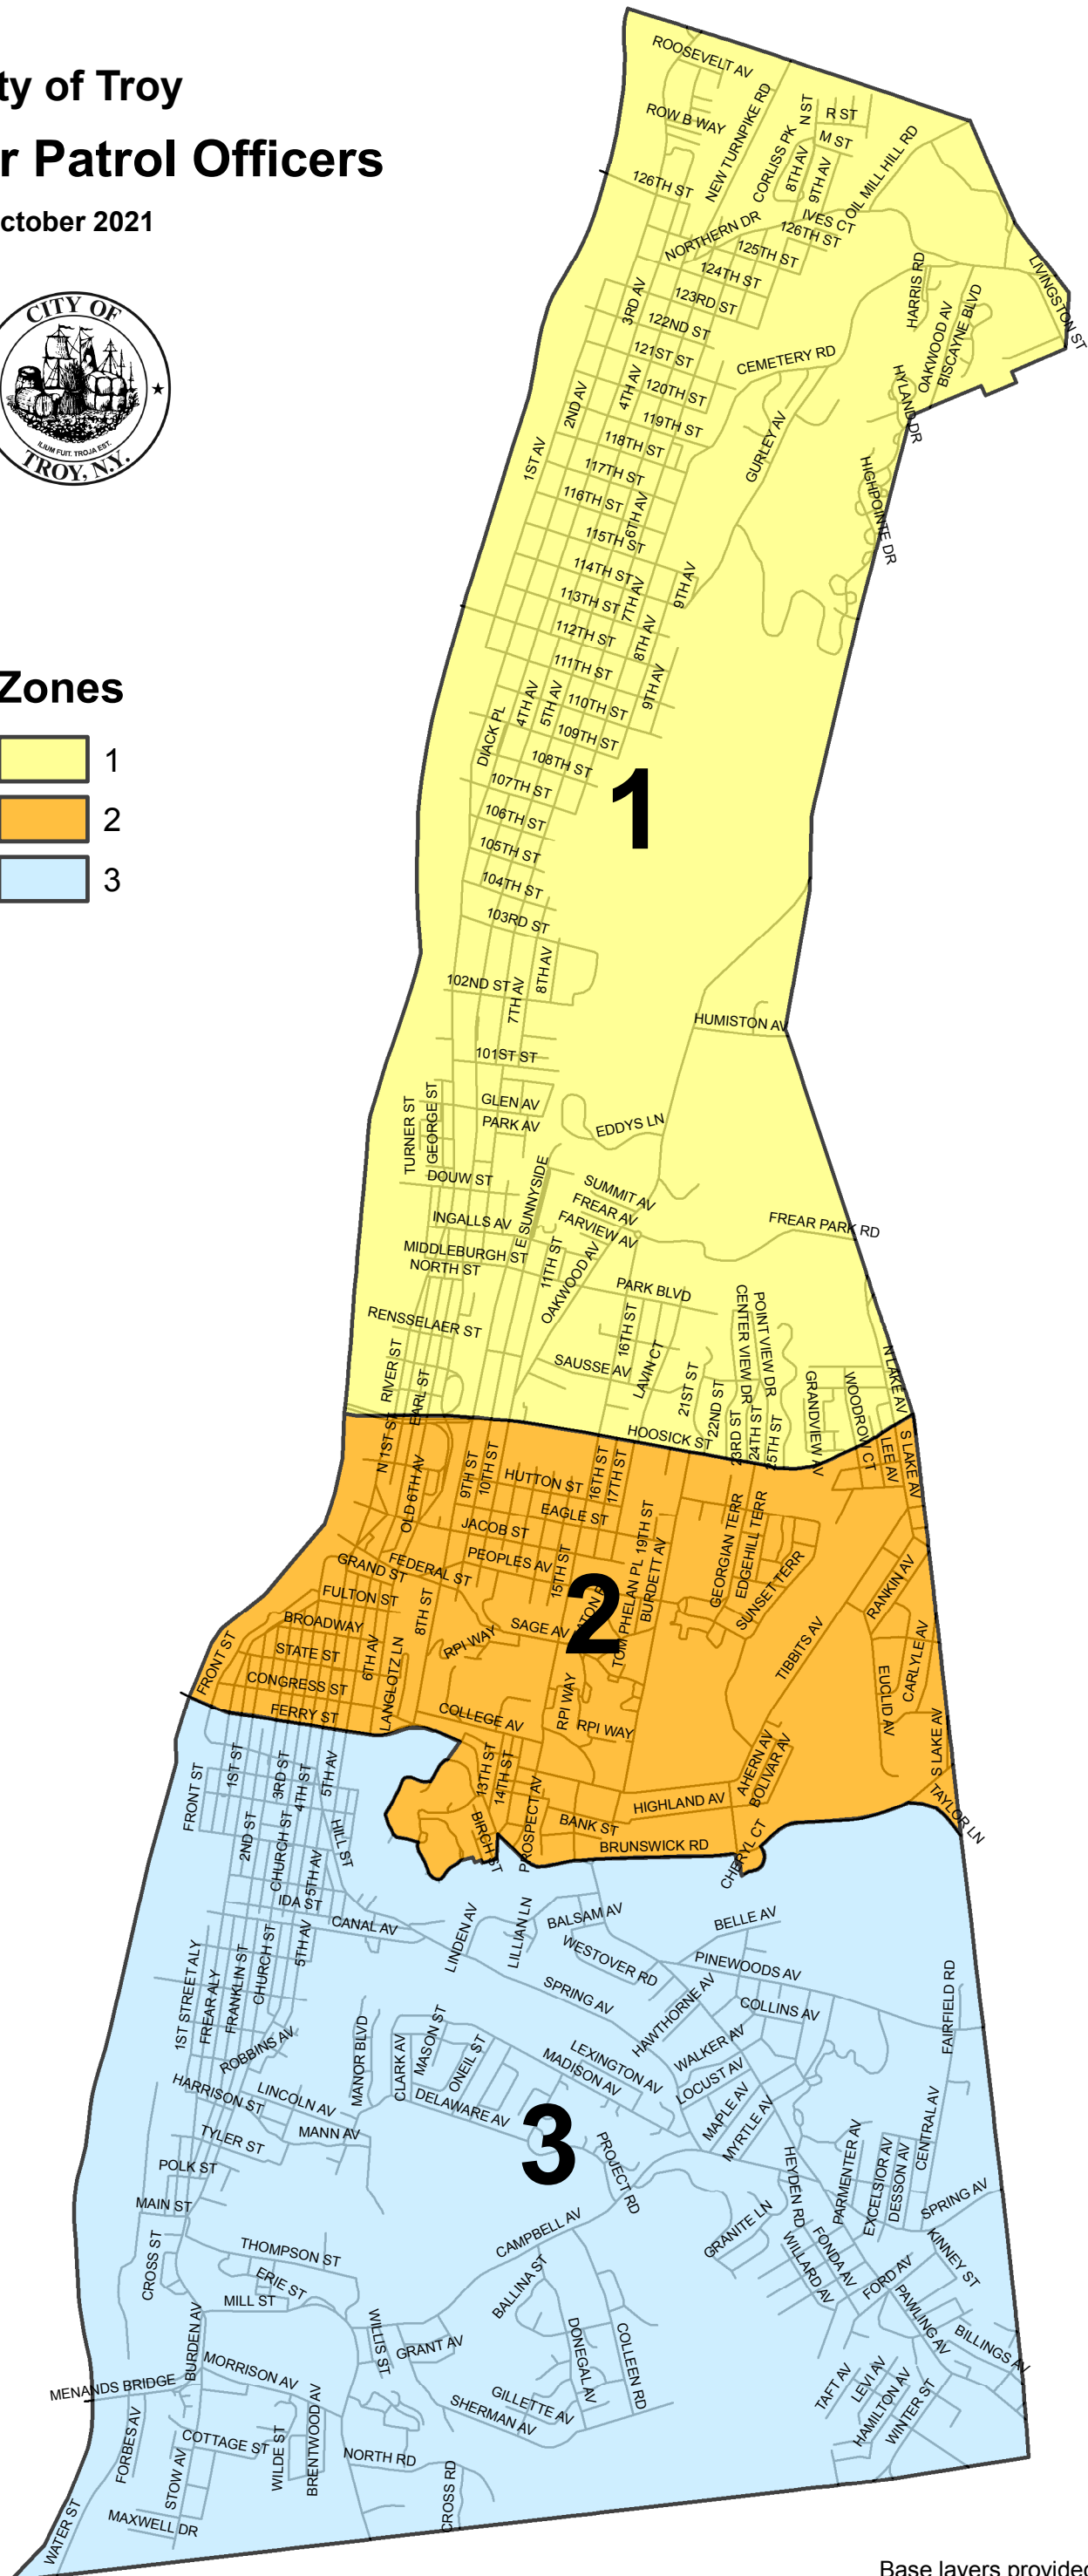 ty of Troy
r Patrol Officers
ctober 2021
CITY OF
ILIUM FUIT. TROJA EST.
TROY, N.Y.
Zones
1
2
3
ROOSEVELT AV
ROW B WAY
NEW TURNPIKE RD
N ST
R ST
M ST
CORLISS PK
8TH AV
9TH AV
OIL MILL HILL RD
126TH ST
IVES CT
NORTHERN DR
126TH ST
125TH ST
124TH ST
123RD ST
3RD AV
122ND ST
HARRIS RD
LIVINGSTON ST
OAKWOOD AV
BISCAYNE BLVD
121ST ST
CEMETERY RD
4TH AV
120TH ST
HYLAND DR
2ND AV
119TH ST
118TH ST
GURLEY AV
1ST AV
117TH ST
116TH ST
6TH AV
HIGHPOINTE DR
115TH ST
114TH ST
9TH AV
113TH ST
7TH AV
112TH ST
8TH AV
111TH ST
9TH AV
4TH AV
5TH AV
110TH ST
DIACK PL
109TH ST
108TH ST
107TH ST
1
106TH ST
105TH ST
104TH ST
103RD ST
8TH AV
102ND ST
7TH AV
HUMISTON AV
101ST ST
GLEN AV
TURNER ST
GEORGE ST
PARK AV
EDDYS LN
DOUW ST
E SUNNYSIDE
SUMMIT AV
FREAR AV
FARVIEW AV
INGALLS AV
FREAR PARK RD
MIDDLEBURGH ST
NORTH ST
11TH ST
OAKWOOD AV
PARK BLVD
RENSSELAER ST
16TH ST
CENTER VIEW DR
POINT VIEW DR
SAUSSE AV
LAVIN CT
RIVER ST
EARL ST
21ST ST
22ND ST
23RD ST
24TH ST
25TH ST
GRANDVIEW AV
WOODROW CT
N LAKE AV
HOOSICK ST
N 1ST ST
LEE AV
S LAKE AV
OLD 6TH AV
9TH ST
10TH ST
HUTTON ST
16TH ST
17TH ST
EAGLE ST
JACOB ST
19TH ST
GEORGIAN TERR
EDGEHILL TERR
PEOPLES AV
FEDERAL ST
GRAND ST
15TH ST
BURDETT AV
SUNSET TERR
RANKIN AV
FULTON ST
8TH ST
2
TOM PHELAN PL
BROADWAY
SAGE AV
RPI WAY
STATE ST
6TH AV
LANGLOTZ LN
TIBBITS AV
CARLYLE AV
FRONT ST
CONGRESS ST
EUCLID AV
RPI WAY
FERRY ST
COLLEGE AV
RPI WAY
S LAKE AV
13TH ST
14TH ST
AHERN AV
BOLIVAR AV
FRONT ST
1ST ST
3RD ST
4TH ST
5TH AV
PROSPECT AV
HIGHLAND AV
TAYLOR LN
2ND ST
CHURCH ST
HILL ST
BIRCH ST
BANK ST
BRUNSWICK RD
CHERYL CT
5TH AV
IDA ST
CANAL AV
LINDEN AV
LILLIAN LN
BALSAM AV
BELLE AV
5TH AV
WESTOVER RD
PINEWOODS AV
1ST STREET ALY
FREAR ALY
FRANKLIN ST
CHURCH ST
SPRING AV
HAWTHORNE AV
COLLINS AV
FAIRFIELD RD
ROBBINS AV
MANOR BLVD
CLARK AV
MASON ST
ONEIL ST
LEXINGTON AV
MADISON AV
WALKER AV
LOCUST AV
HARRISON ST
LINCOLN AV
DELAWARE AV
MAPLE AV
MYRTLE AV
TYLER ST
MANN AV
3
POLK ST
PROJECT RD
HEYDEN RD
PARMENTER AV
EXCELSIOR AV
DESSON AV
CENTRAL AV
MAIN ST
SPRING AV
CROSS ST
THOMPSON ST
CAMPBELL AV
GRANITE LN
WILLARD AV
FONDA AV
KINNEY ST
ERIE ST
BALLINA ST
FORD AV
MILL ST
PAWLING AV
BURDEN AV
WILLIS ST
GRANT AV
DONEGAL AV
COLLEEN RD
BILLINGS AV
MORRISON AV
MENANDS BRIDGE
TAFT AV
LEVI AV
HAMILTON AV
WINTER ST
GILLETTE AV
SHERMAN AV
FORBES AV
COTTAGE ST
WILDE ST
BRENTWOOD AV
NORTH RD
STOW AV
CROSS RD
MAXWELL DR
WATER ST
Base layers provided